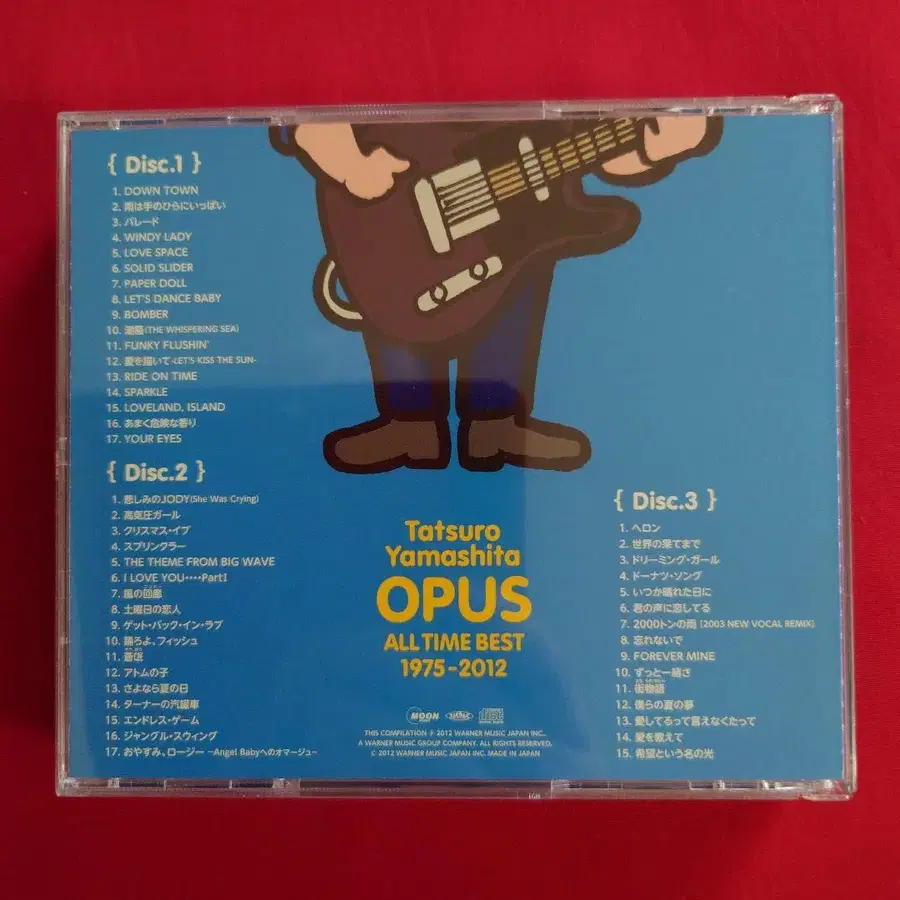 { Disc.1 }
1. DOWN TOWN
2. 雨は手のひらにいっぱい
3. パレード
4. WINDY LADY
5. LOVE SPACE
6. SOLID SLIDER
7. PAPER DOLL
8. LET'S DANCE BABY
9. BOMBER
10. 潮騒(THE WHISPERING SEA)
11. FUNKY FLUSHIN'
12. 愛を描いて-LET'S KISS THE SUN-
13. RIDE ON TIME
14. SPARKLE
15. LOVELAND, ISLAND
16. あまく危険な香り
17. YOUR EYES
{ Disc.2 }
1. 悲しみのJODY(She Was Crying)
2. 高気圧ガール
3. クリスマス・イブ
4. スプリンクラー
5. THE THEME FROM BIG WAVE
6. I LOVE YOU････PartⅠ
7. 風の回廊
8. 土曜日の恋人
9. ゲット・バック・イン・ラブ
10. 踊ろよ、フィッシュ
11. 蒼氓
12. アトムの子
13. さよなら夏の日
14. ターナーの汽罐車
15. エンドレス・ゲーム
16. ジャングル・スウィング
17. おやすみ、ロージー −Angel Babyへのオマージュ−
Tatsuro
Yamashita
OPUS
ALL TIME BEST
1975-2012
MOON
THIS COMPILATION ℗ 2012 WARNER MUSIC JAPAN INC.
A WARNER MUSIC GROUP COMPANY. ALL RIGHTS RESERVED.
© 2012 WARNER MUSIC JAPAN INC. MADE IN JAPAN
{ Disc.3 }
1. ヘロン
2. 世界の果てまで
3. ドリーミング・ガール
4. ドーナツ・ソング
5. いつか晴れた日に
6. 君の声に恋してる
7. 2000トンの雨 [2003 NEW VOCAL REMIX]
8. 忘れないで
9. FOREVER MINE
10. ずっと一緒さ
11. 街物語
12. 僕らの夏の夢
13. 愛してるって言えなくたって
14. 愛を教えて
15. 希望という名の光